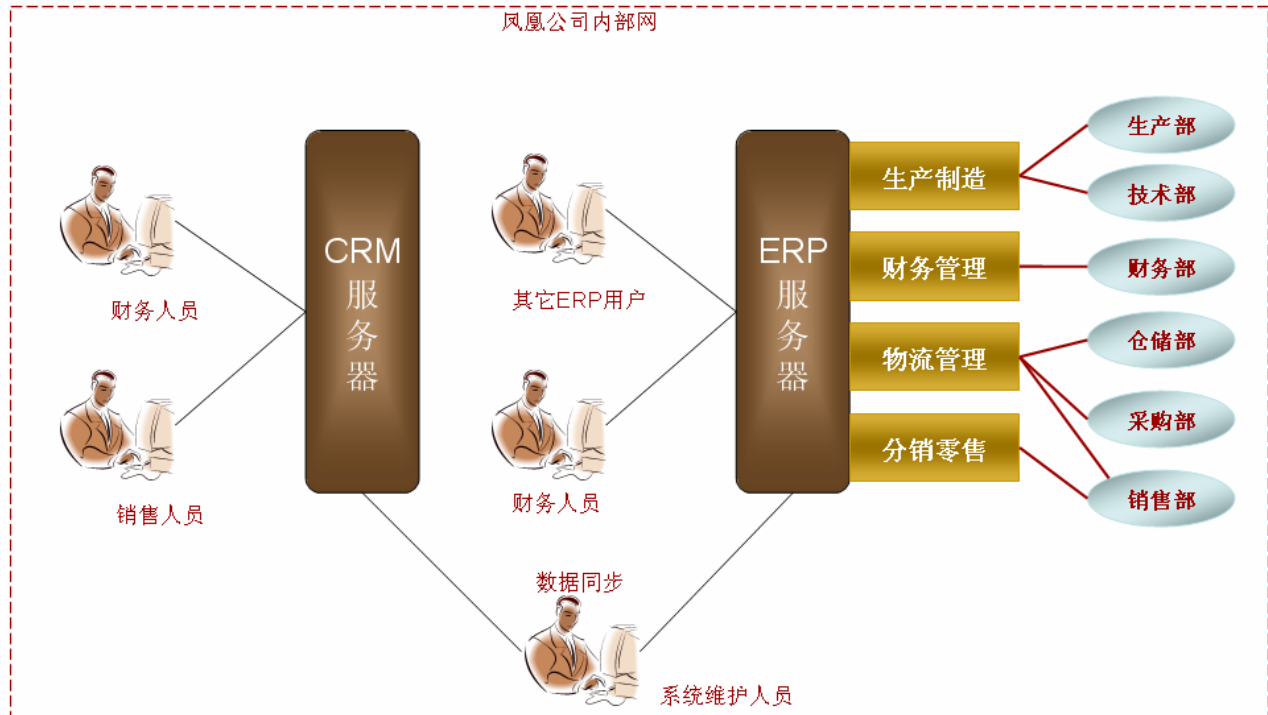 凤凰公司内部网
财务人员
销售人员
CRM
服
务
器
其它ERP用户
财务人员
ERP
服
务
器
生产制造
财务管理
物流管理
分销零售
生产部
技术部
财务部
仓储部
采购部
销售部
数据同步
系统维护人员